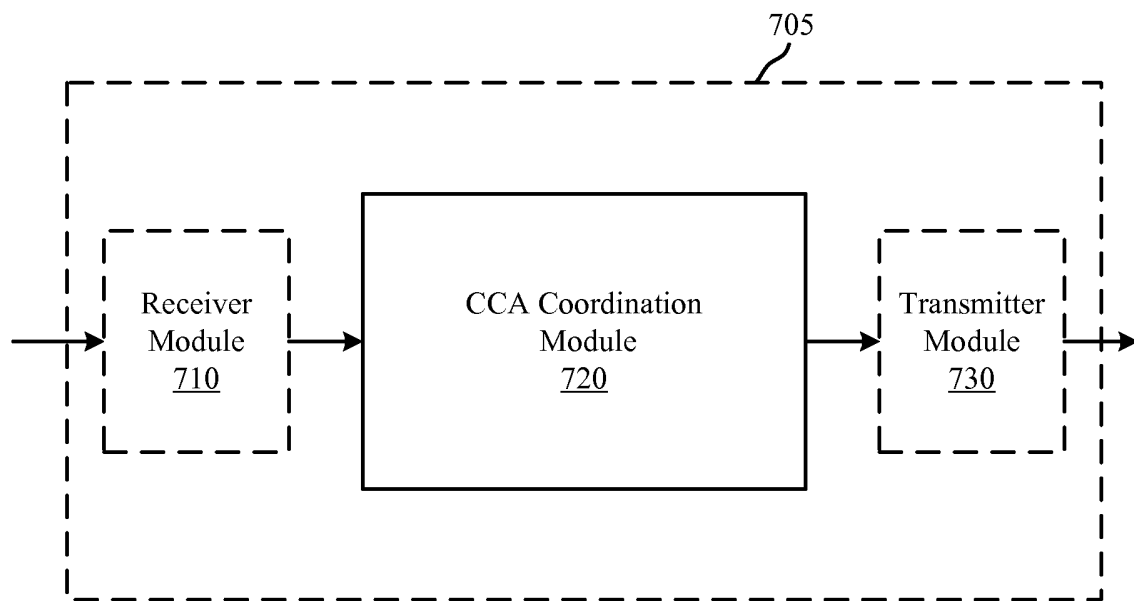 705
Receiver
Module
710
CCA Coordination
Module
720
Transmitter
Module
730